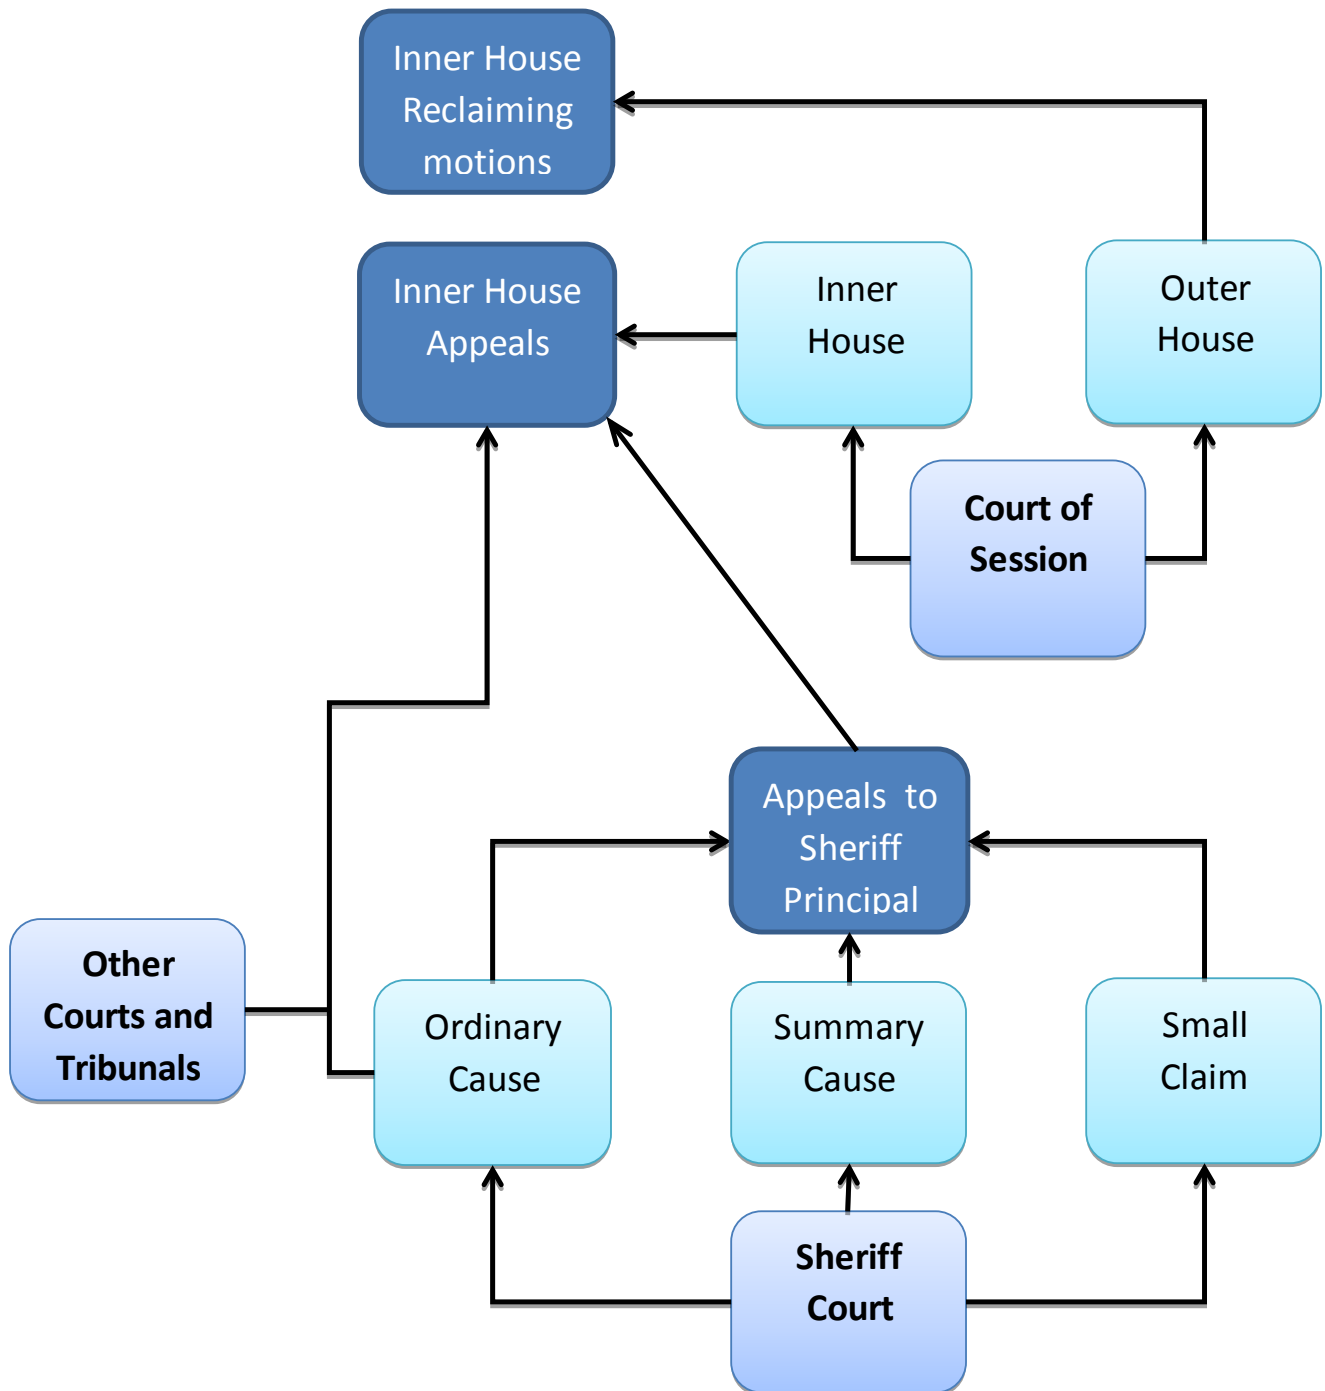 Inner House
Reclaiming
motions
Inner House
Appeals
Inner
House
Outer
House
Court of
Session
Appeals to
Sheriff
Principal
Other
Courts and
Tribunals
Ordinary
Cause
Summary
Cause
Small
Claim
Sheriff
Court